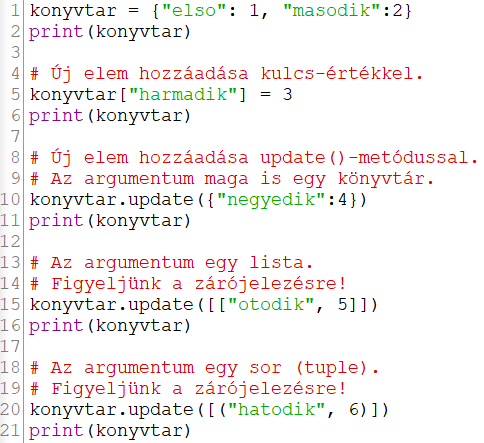 1 konyvtar = {"elso": 1, "masodik":2}
2 print(konyvtar)
3
4 # Új elem hozzáadása kulcs-értékkel.
5 konyvtar["harmadik"] = 3
6 print(konyvtar)
7
8 # Új elem hozzáadása update()-metódussal.
9 # Az argumentum maga is egy könyvtár.
10 konyvtar.update({"negyedik":4})
11 print(konyvtar)
12
13 # Az argumentum egy lista.
14 # Figyeljünk a zárójelezésre!
15 konyvtar.update([["otodik", 5]])
16 print(konyvtar)
17
18 # Az argumentum egy sor (tuple).
19 # Figyeljünk a zárójelezésre!
20 konyvtar.update([("hatodik", 6)])
21 print(konyvtar)